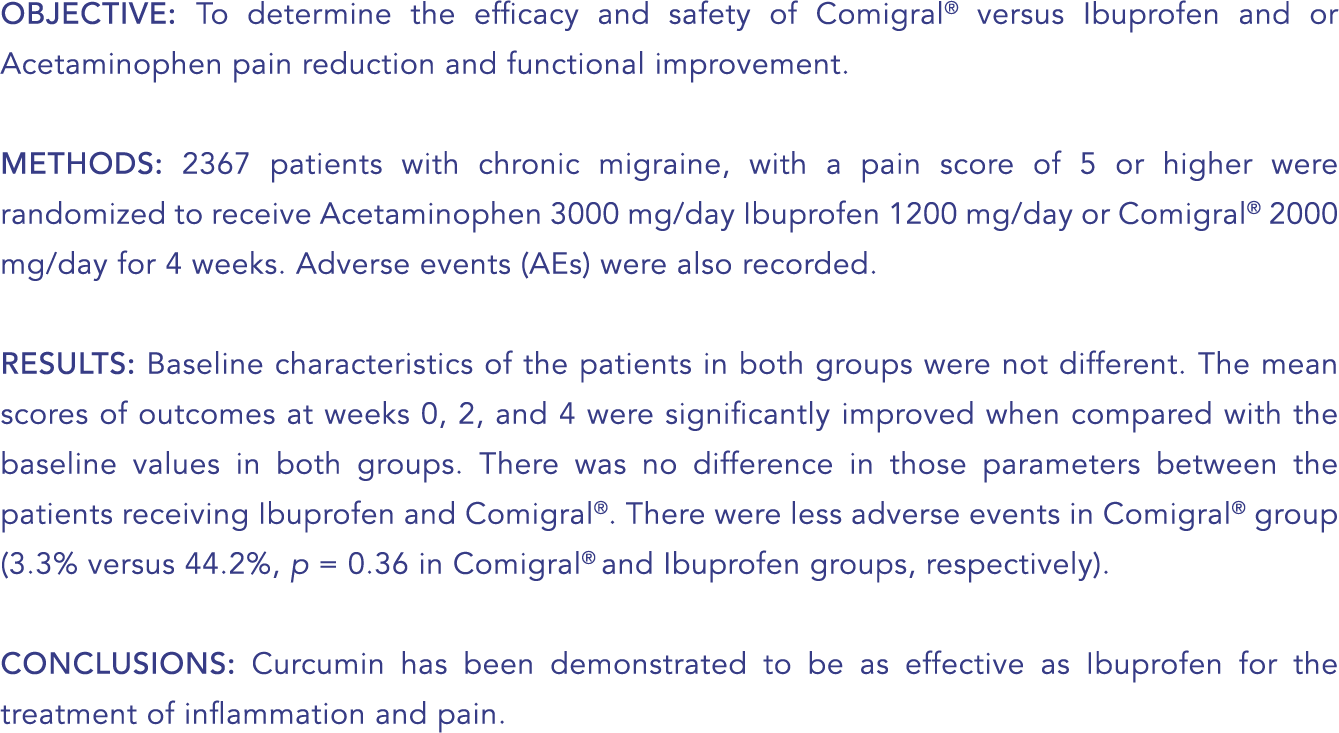 OBJECTIVE: To determine the efficacy and safety of Comigral® versus Ibuprofen and or
Acetaminophen pain reduction and functional improvement.
METHODS: 2367 patients with chronic migraine, with a pain score of 5 or higher were
randomized to receive Acetaminophen 3000 mg/day Ibuprofen 1200 mg/day or Comigral® 2000
mg/day for 4 weeks. Adverse events (AEs) were also recorded.
RESULTS: Baseline characteristics of the patients in both groups were not different. The mean
scores of outcomes at weeks 0, 2, and 4 were significantly improved when compared with the
baseline values in both groups. There was no difference in those parameters between the
patients receiving Ibuprofen and Comigral®. There were less adverse events in Comigral® group
(3.3% versus 44.2%, p = 0.36 in Comigral® and Ibuprofen groups, respectively).
CONCLUSIONS: Curcumin has been demonstrated to be as effective as Ibuprofen for the
treatment of inflammation and pain.